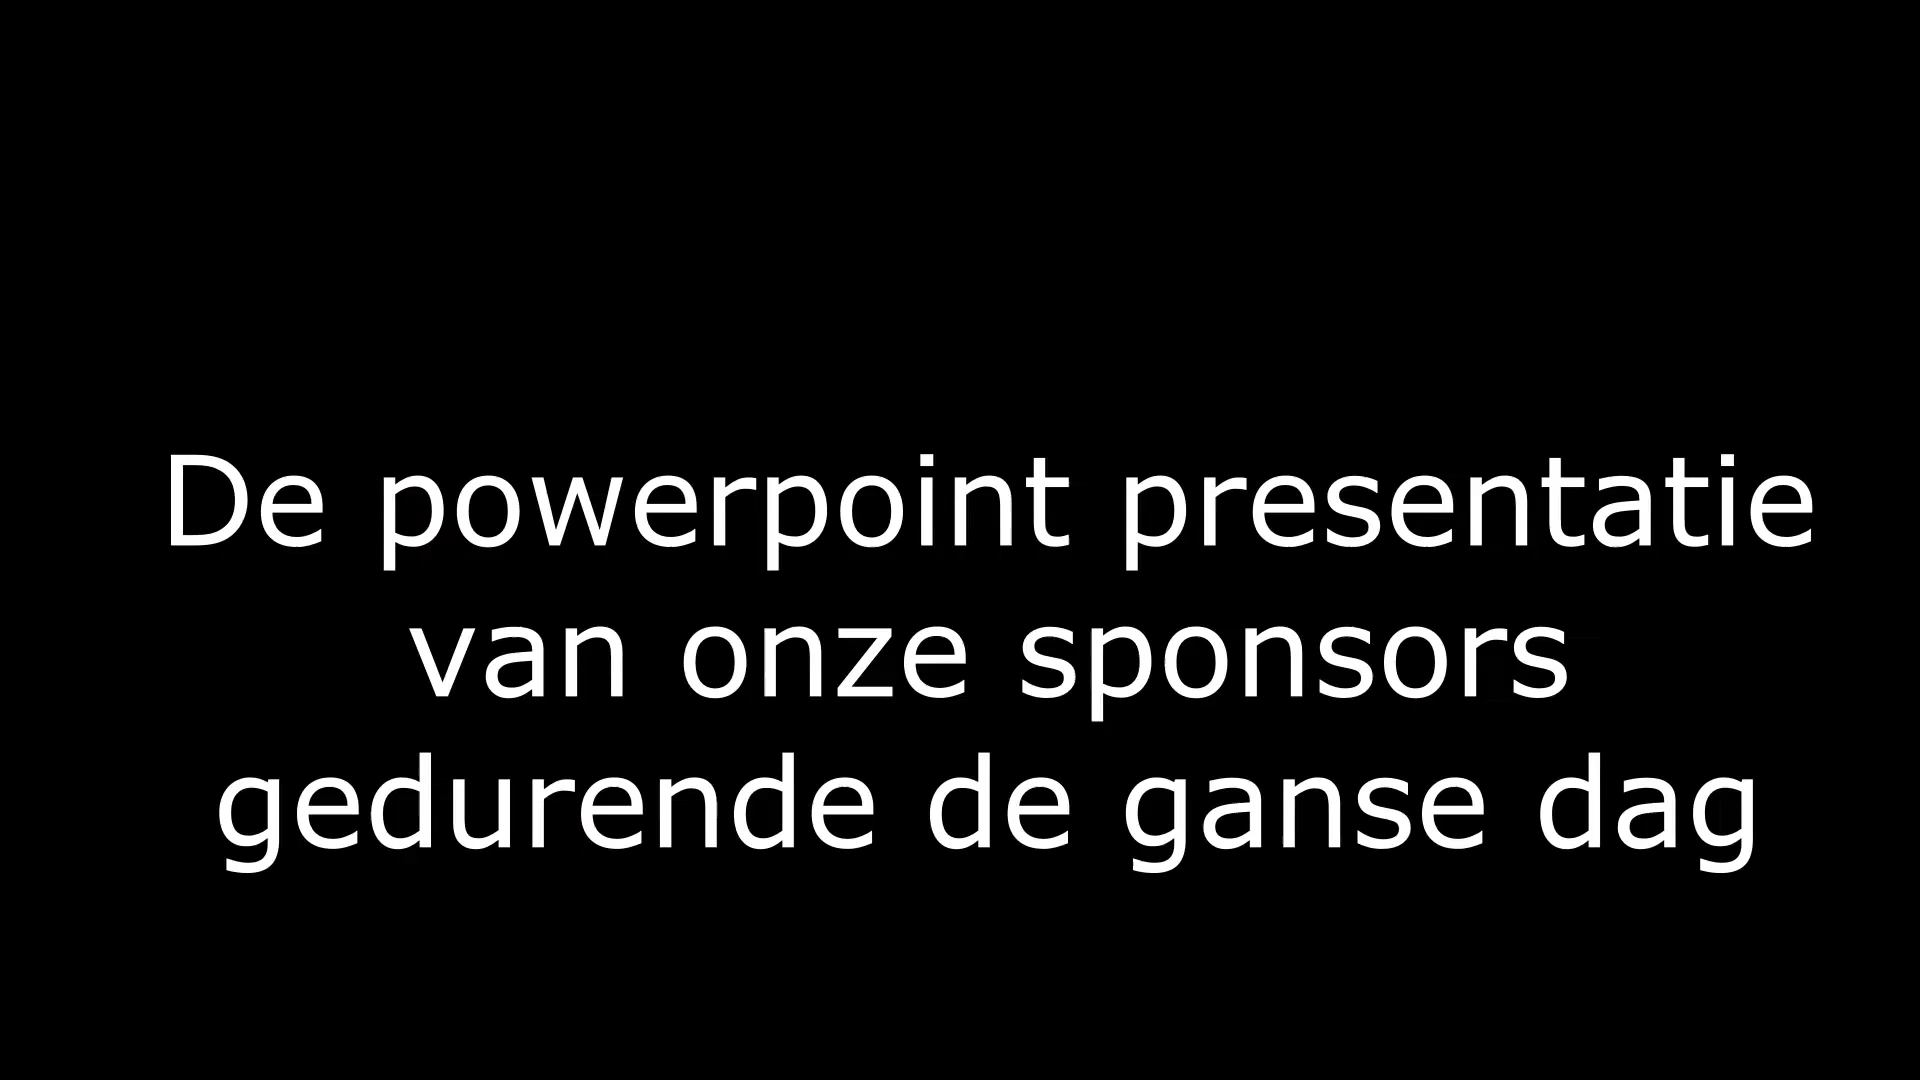 De powerpoint presentatie
van onze sponsors
gedurende de ganse dag